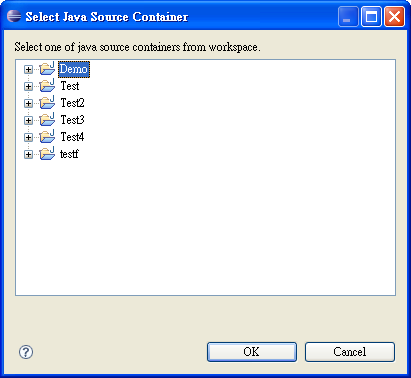 Select Java Source Container
Select one of java source containers from workspace.
Demo
Test
Test2
Test3
Test4
testf
OK
Cancel